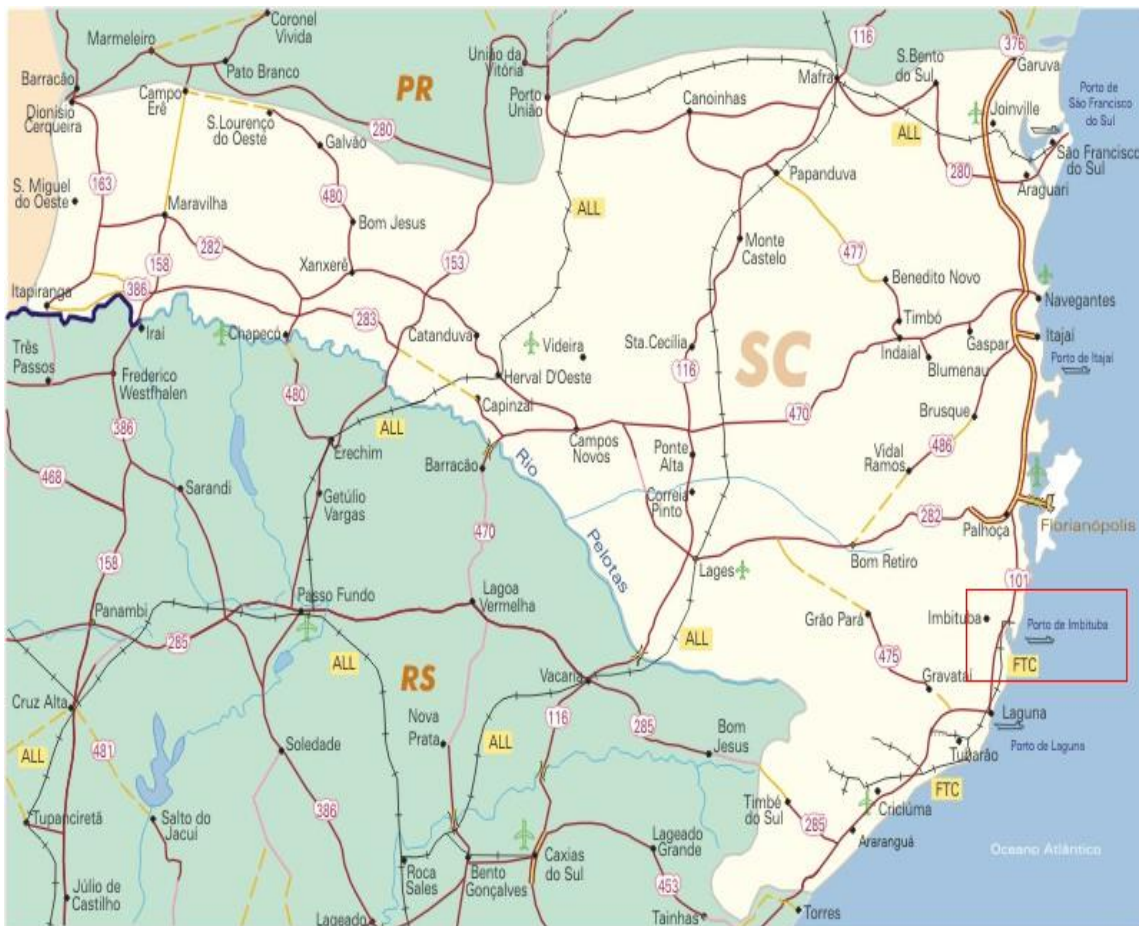 Coronel
Vivida
Marmeleiro
Pato Branco
União da
Vitória
116
376
S.Bento
do Sul
Garuva
Barracão
Dionísio
Cerqueira
Campo
Erê
PR
Porto
União
Mafra
Canoinhas
Joinville
Porto de
São Francisco
do Sul
S.Lourenço
do Oeste
Galvão
280
ALL
São Francisco
do Sul
280
Araguari
163
S. Miguel
do Oeste
480
Papanduva
Maravilha
Bom Jesus
ALL
Monte
Castelo
282
158
Xanxerê
153
477
Benedito Novo
386
Itapiranga
Navegantes
283
Timbó
Iraí
Chapecó
Catanduva
Videira
Sta.Cecília
SC
Gaspar
Itajaí
Indaial
Blumenau
Porto de Itajaí
Três
Passos
Frederico
Westfhalen
Herval D'Oeste
116
480
Capinzal
470
Brusque
386
ALL
Erechim
Campos
Novos
Ponte
Alta
Vidal
Ramos
486
Rio
Barracão
468
Sarandi
Getúlio
Vargas
Correia
Pinto
282
470
Palhoça
Florianópolis
Pelotas
158
Lages
Bom Retiro
101
Panambi
Passo Fundo
Lagoa
Vermelha
Grão Pará
Imbituba
Porto de Imbituba
285
ALL
ALL
475
FTC
RS
Vacaria
Gravataí
Cruz Alta
116
Laguna
Nova
Prata
285
Bom
Jesus
481
Soledade
ALL
Tubarão
Porto de Laguna
ALL
FTC
Timbé
do Sul
Criciúma
Tupanciretã
Salto do
Jacuí
386
285
Lageado
Grande
Araranguá
Oceano Atlântico
Roca
Sales
Bento
Gonçalves
Caxias
do Sul
Júlio de
Castilho
453
Lageado
Tainhas
Torres